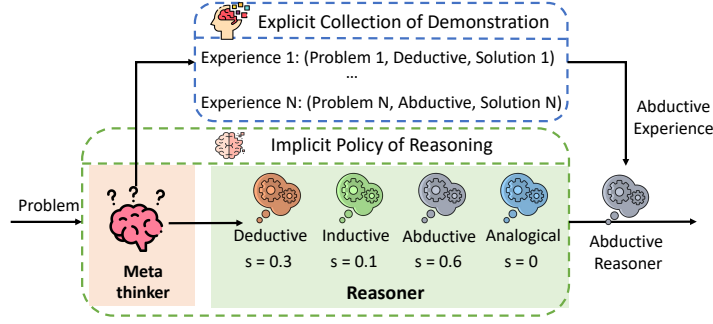 Explicit Collection of Demonstration
Experience 1: (Problem 1, Deductive, Solution 1)
...
Experience N: (Problem N, Abductive, Solution N)
Abductive
Experience
Implicit Policy of Reasoning
Problem
? ? ?
Meta
thinker
Deductive
s = 0.3
Inductive
s = 0.1
Abductive
s = 0.6
Analogical
s = 0
Reasoner
Abductive
Reasoner